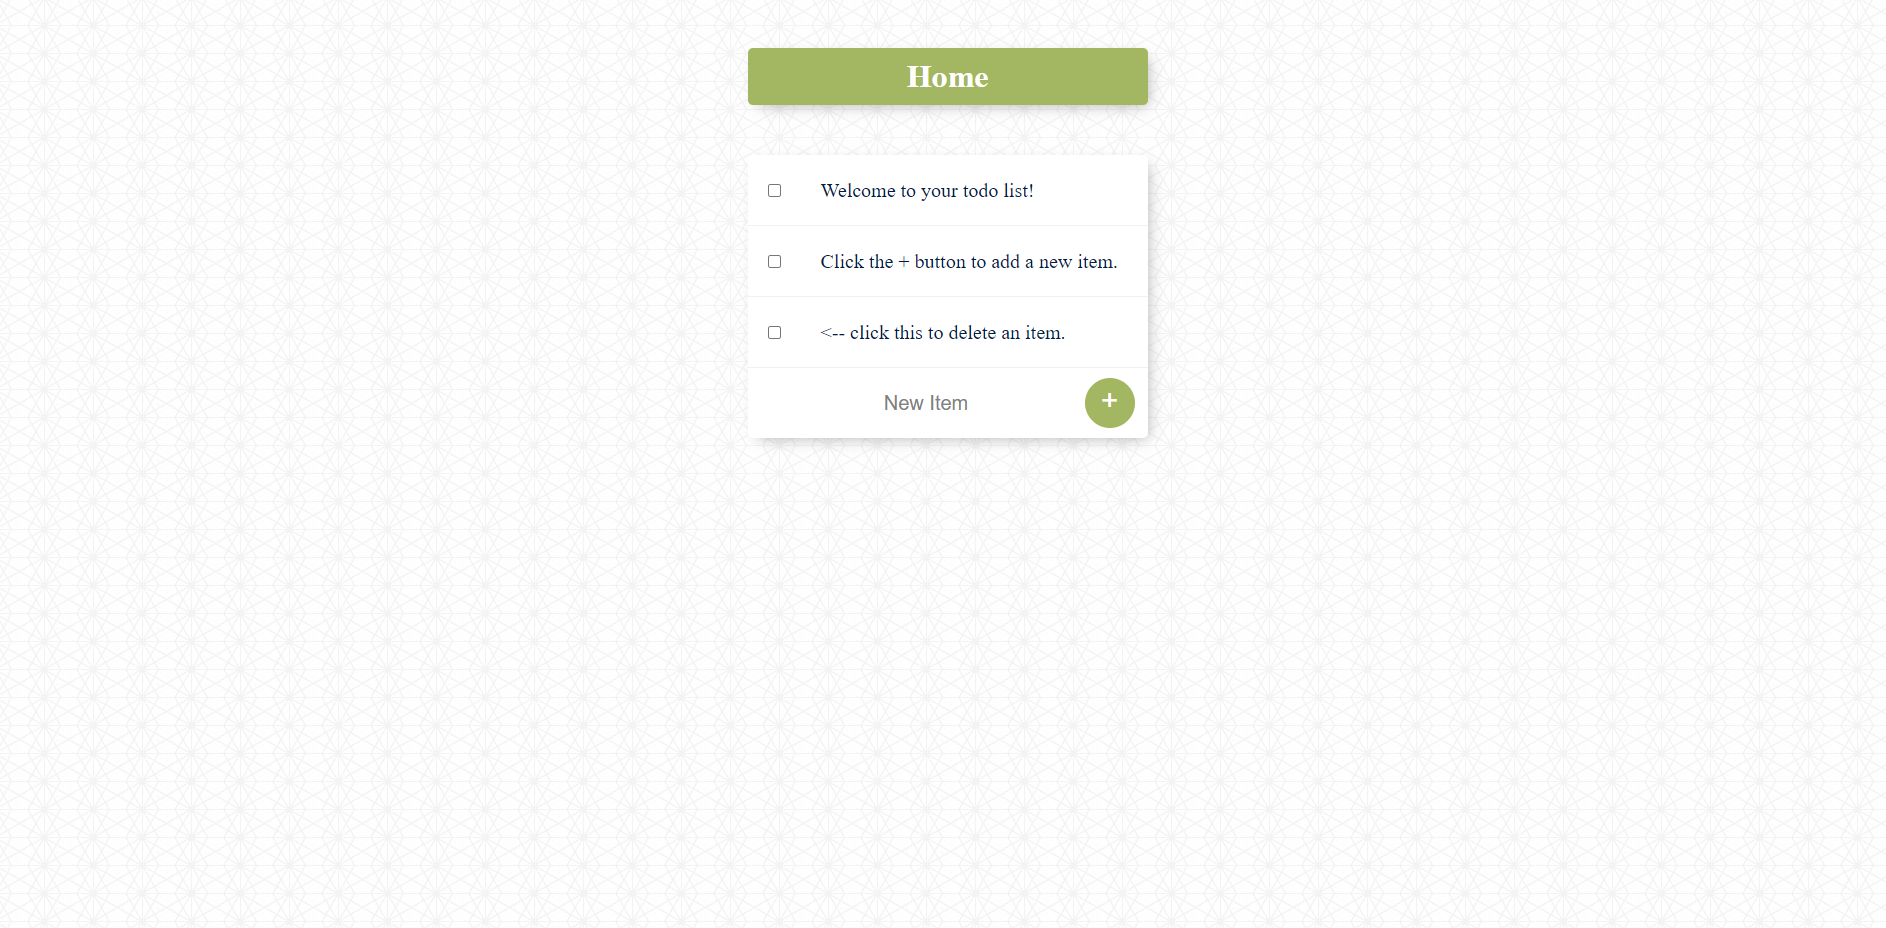 Home
Welcome to your todo list!
Click the + button to add a new item.
<-- click this to delete an item.
New Item
+